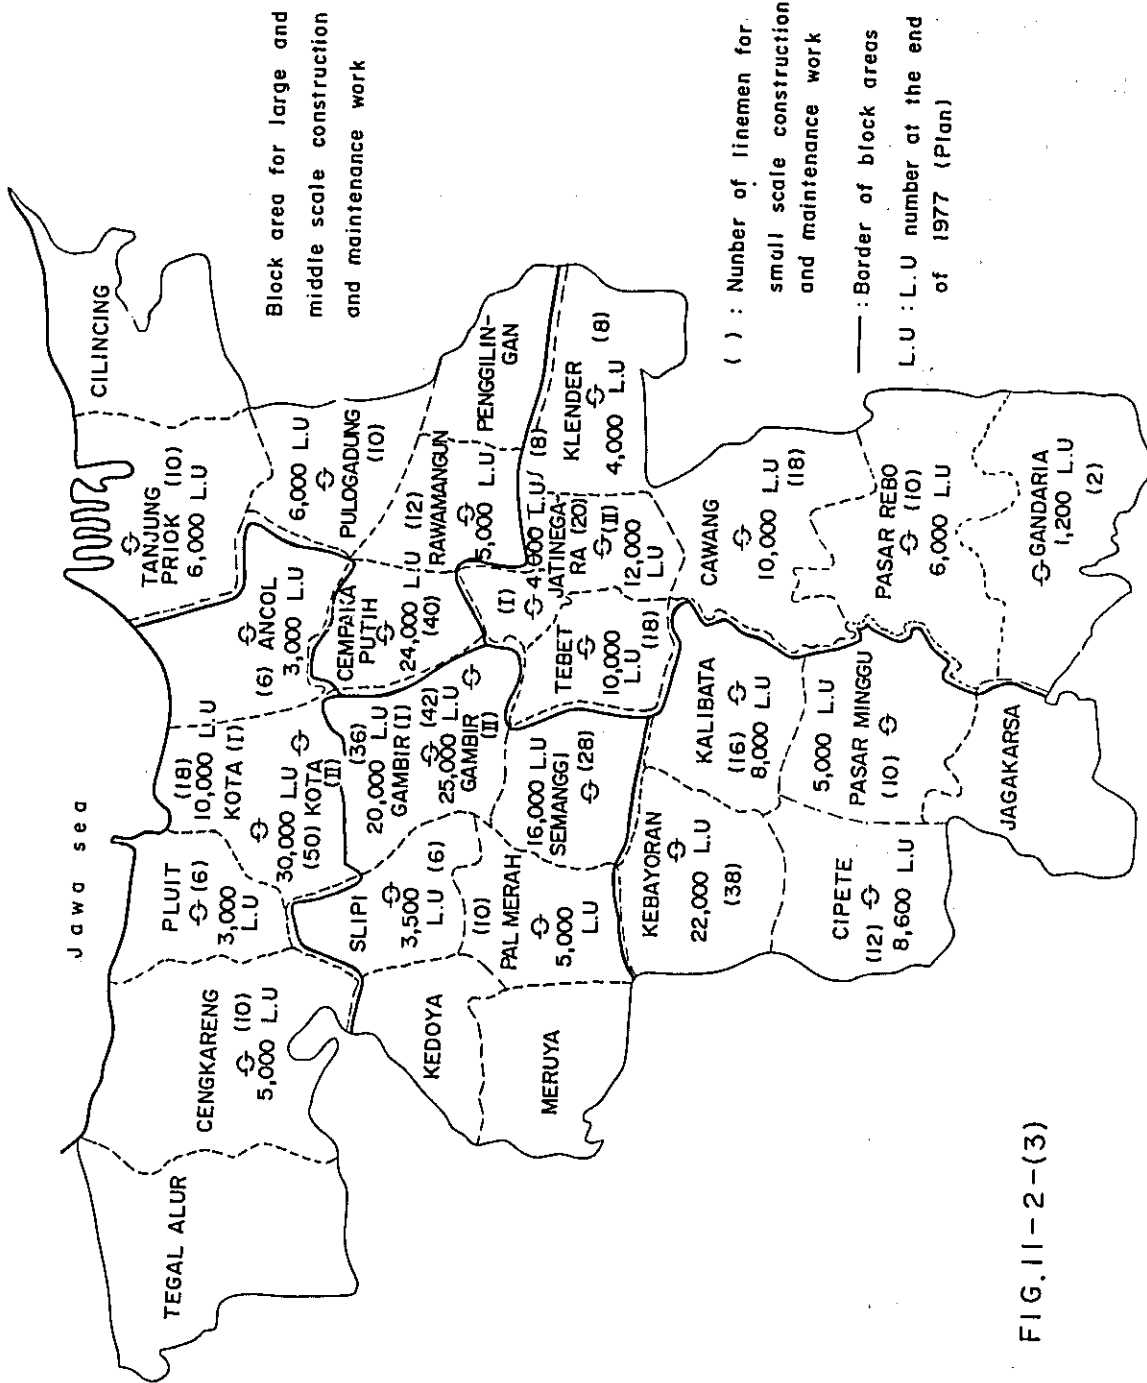 Jawa sea
TEGAL ALUR
CENGKARENG
(10)
5,000 L.U
PLUIT
(6)
3,000
L.U
(18)
10,000 L.U
KOTA (I)
30,000 L.U
(50) KOTA
(II)
(6) ANCOL
3,000 L.U
TANJUNG
PRIOK (10)
6,000 L.U
CILINCING
6,000 L.U
PULOGADUNG
(10)
CEMPAKA
PUTIH
24,000 L.U
(40)
(12)
RAWAMANGUN
5,000 L.U
PENGGILIN-
GAN
SLIPI
3,500
L.U (6)
(36)
20,000 L.U
GAMBIR (I)
(42)
25,000 L.U
GAMBIR
(II)
KEDOYA
MERUYA
(10)
PAL MERAH
5,000
L.U
16,000 L.U
SEMANGGI
(28)
TEBET
10,000
L.U
(18)
(I)
4,000 L.U (8)
JATINEGA-
RA (20)
(II)
12,000
L.U
KLENDER
(8)
4,000 L.U
KEBAYORAN
22,000 L.U
(38)
KALIBATA
(16)
8,000 L.U
CAWANG
10,000 L.U
(18)
CIPETE
(12)
8,600 L.U
5,000 L.U
PASAR MINGGU
(10)
PASAR REBO
(10)
6,000 L.U
JAGAKARSA
GANDARIA
1,200 L.U
(2)
Block area for large and
middle scale construction
and maintenance work
( ) : Nunber of linemen for
small scale construction
and maintenance work
— : Border of block areas
L.U : L.U number at the end
of 1977 (Plan)
FIG. 11-2-(3)